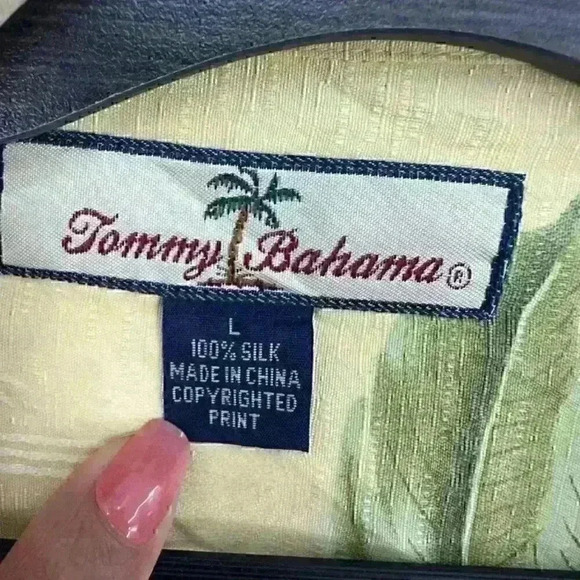 Tommy Bahama®
L
100% SILK
MADE IN CHINA
COPYRIGHTED
PRINT